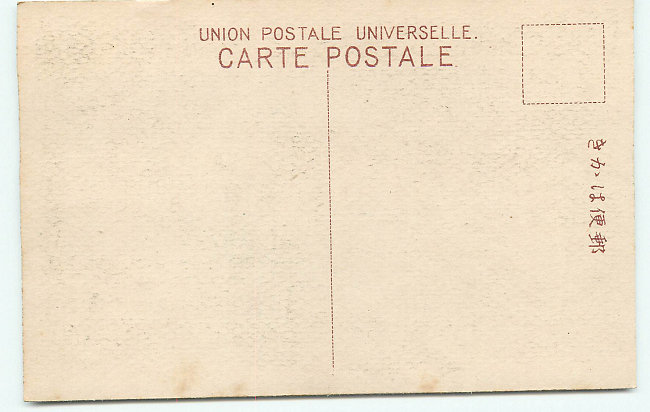 UNION POSTALE UNIVERSELLE.
CARTE POSTALE
郵便はかき